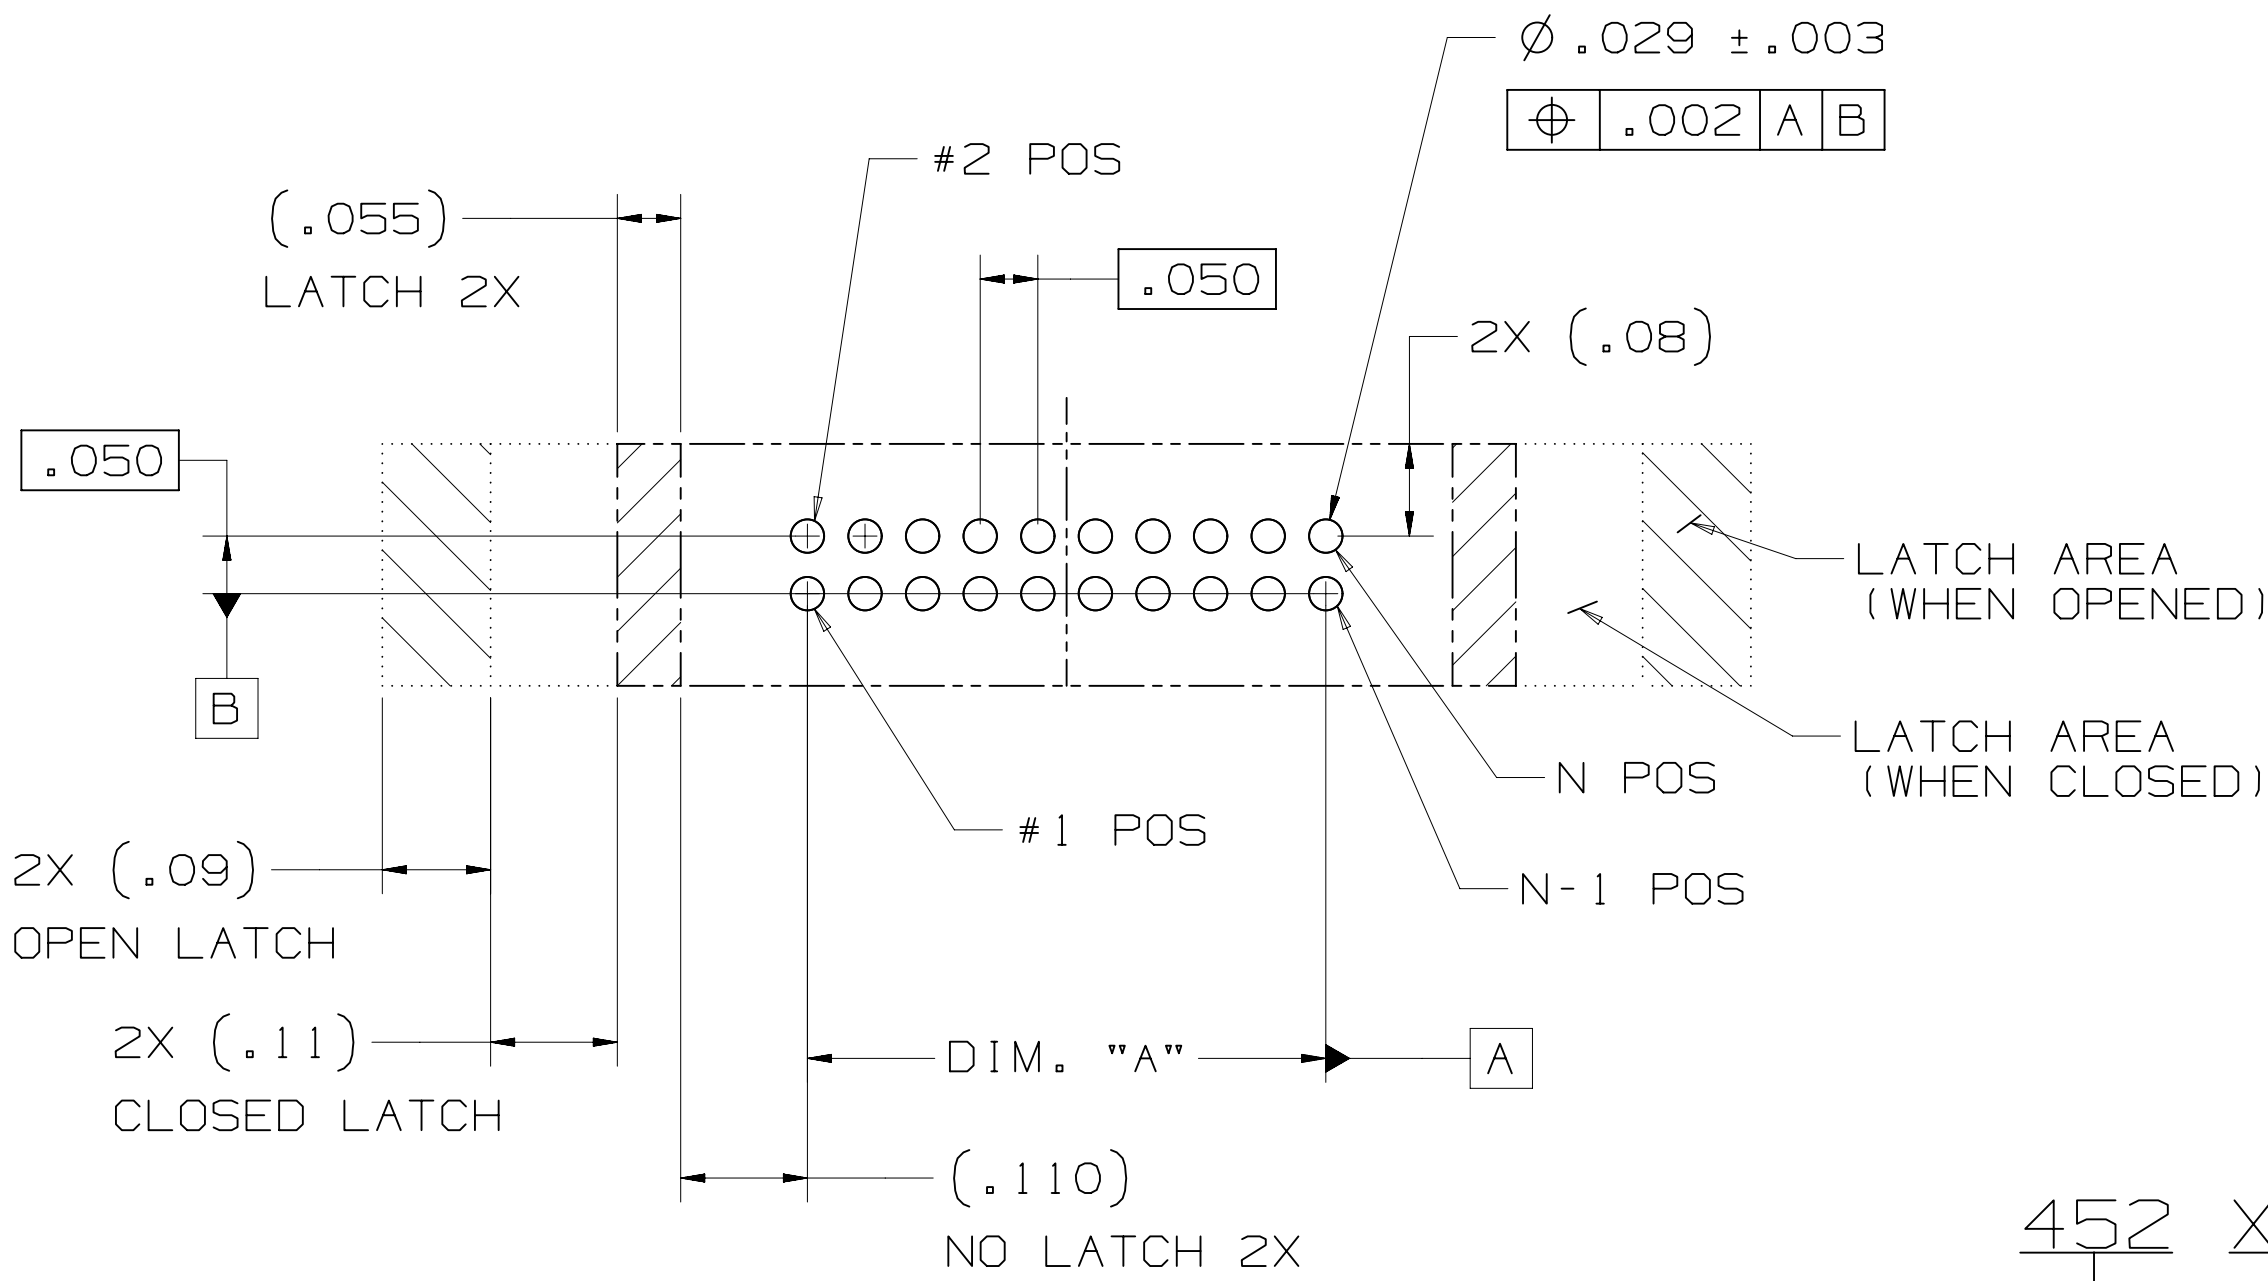 Ø .029 ±.003
⌖ .002 A B
#2 POS
(.055)
LATCH 2X
.050
2X (.08)
.050
LATCH AREA
(WHEN OPENED)
B
LATCH AREA
(WHEN CLOSED)
N POS
#1 POS
2X (.09)
OPEN LATCH
N-1 POS
2X (.11)
CLOSED LATCH
DIM. "A"
A
(.110)
NO LATCH 2X
452 X